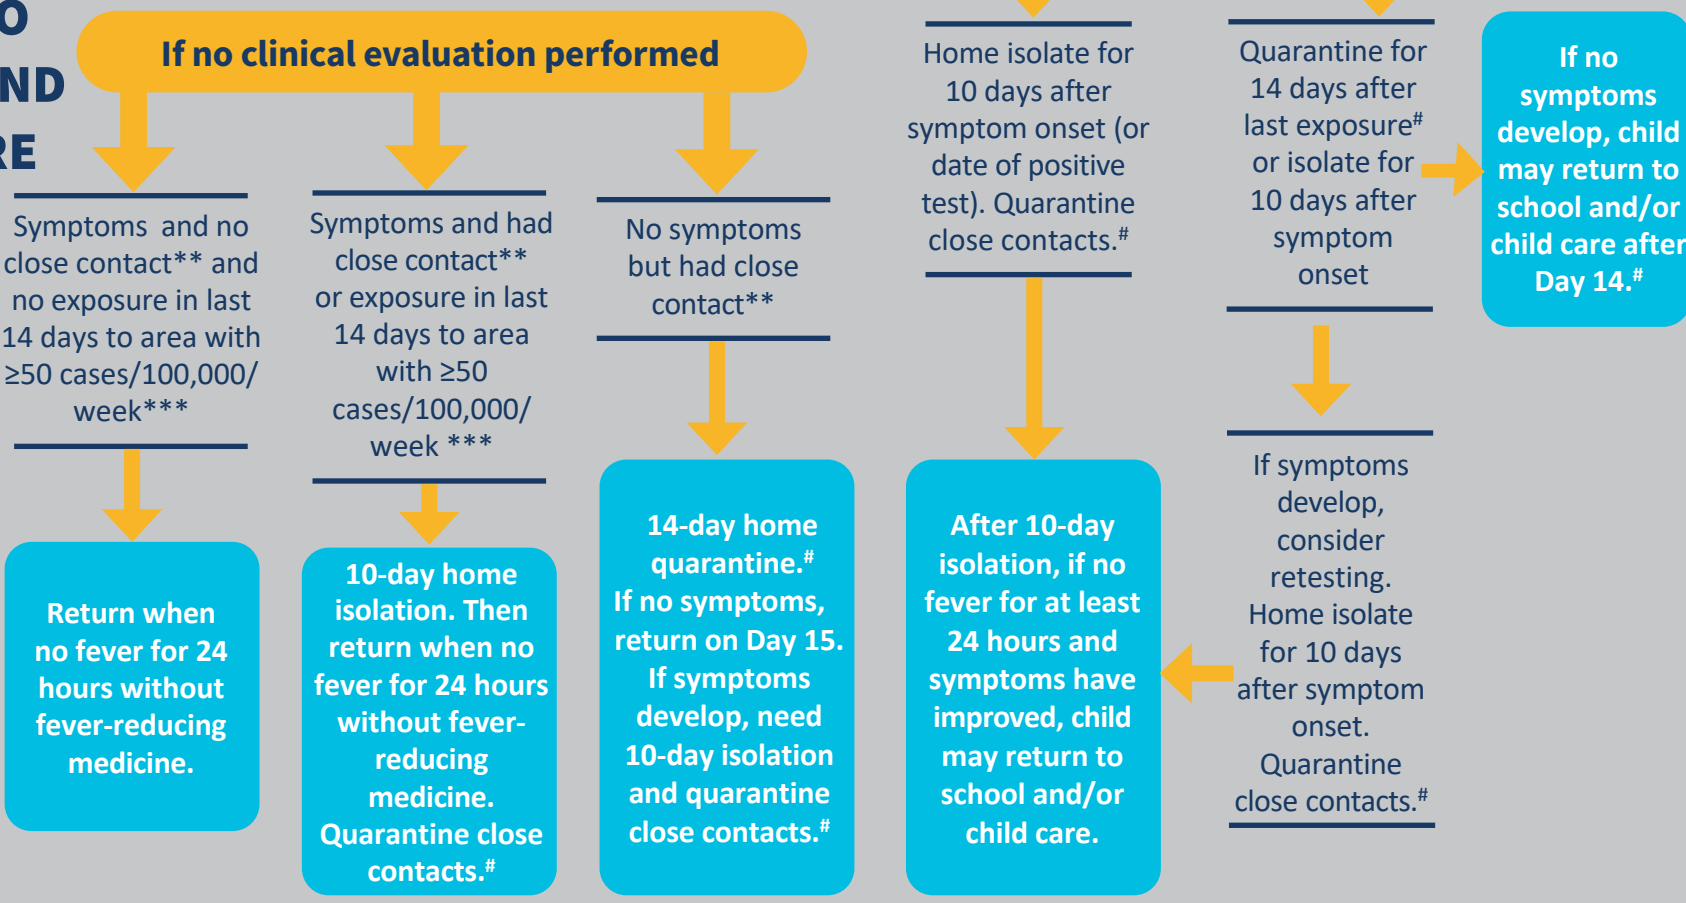 O
ND
RE
If no clinical evaluation performed
Symptoms and no
close contact** and
no exposure in last
14 days to area with
≥50 cases/100,000/
week***
Return when
no fever for 24
hours without
fever-reducing
medicine.
Symptoms and had
close contact**
or exposure in last
14 days to area
with ≥50
cases/100,000/
week ***
10-day home
isolation. Then
return when no
fever for 24 hours
without fever-
reducing
medicine.
Quarantine close
contacts.#
No symptoms
but had close
contact**
14-day home
quarantine.#
If no symptoms,
return on Day 15.
If symptoms
develop, need
10-day isolation
and quarantine
close contacts.#
Home isolate for
10 days after
symptom onset (or
date of positive
test). Quarantine
close contacts.#
After 10-day
isolation, if no
fever for at least
24 hours and
symptoms have
improved, child
may return to
school and/or
child care.
Quarantine for
14 days after
last exposure#
or isolate for
10 days after
symptom
onset
If symptoms
develop,
consider
retesting.
Home isolate
for 10 days
after symptom
onset.
Quarantine
close contacts.#
If no
symptoms
develop, child
may return to
school and/or
child care after
Day 14.#